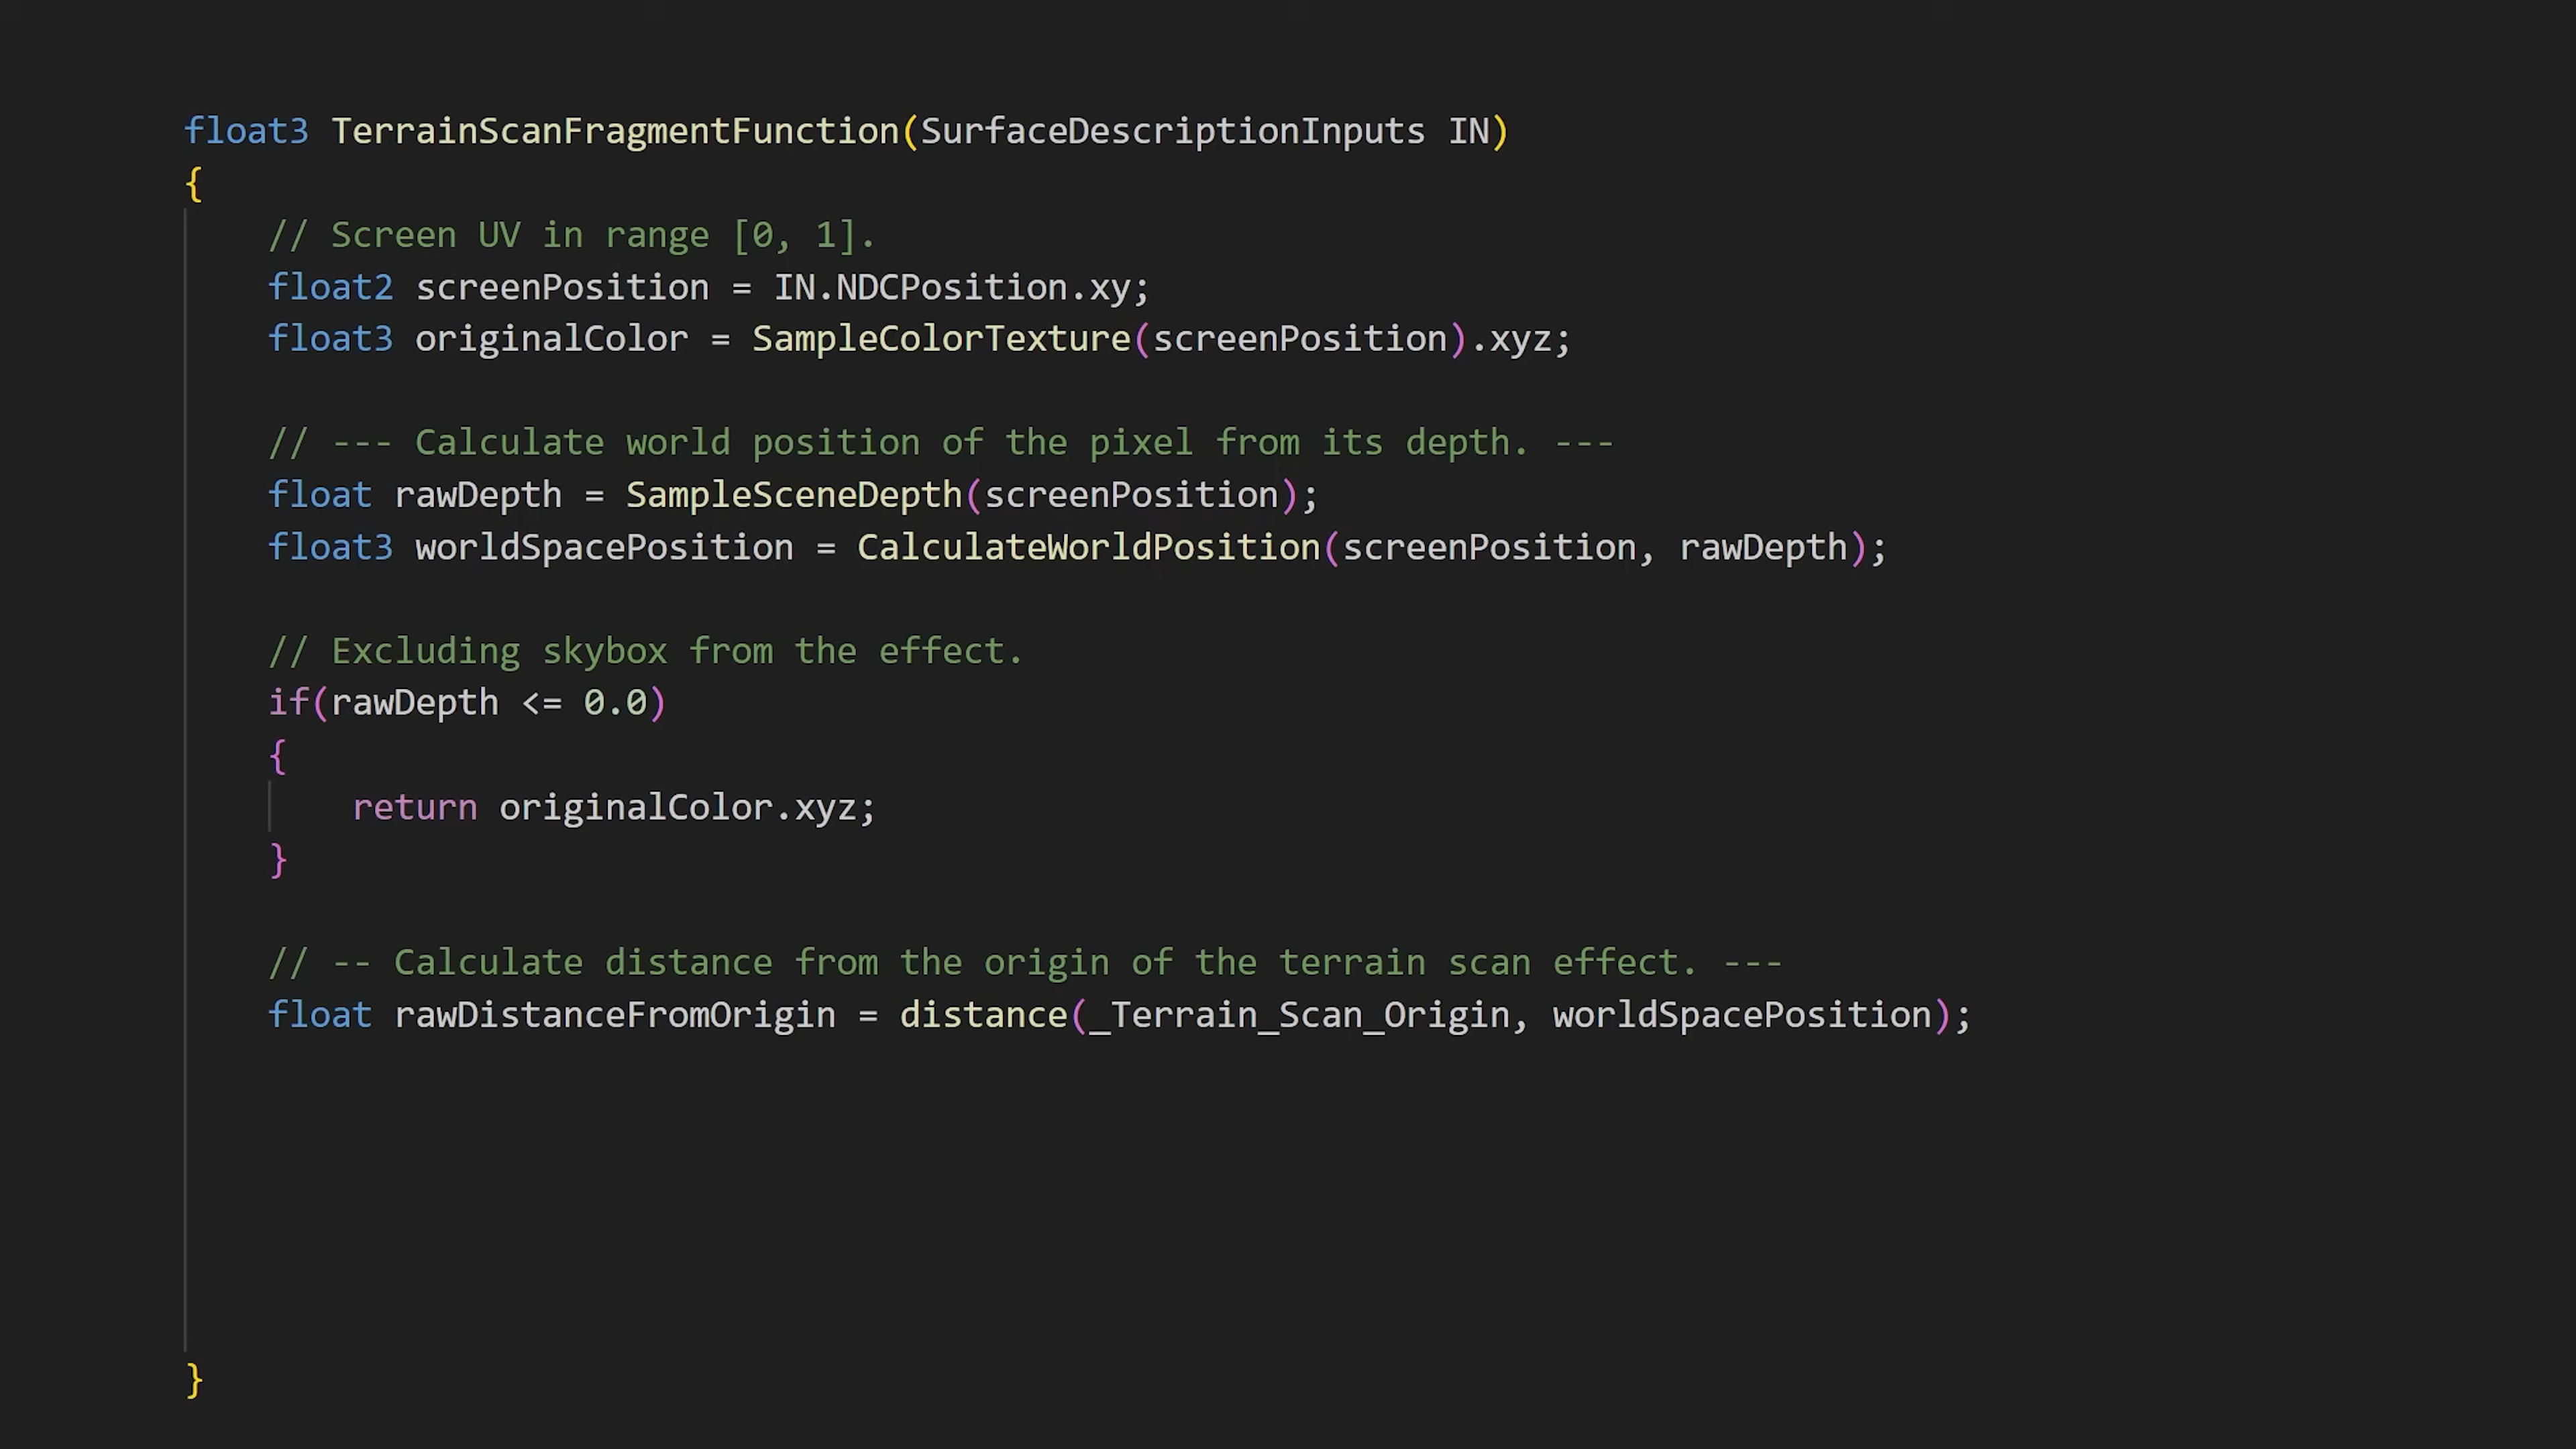 float3 TerrainScanFragmentFunction(SurfaceDescriptionInputs IN)
{
// Screen UV in range [0, 1].
float2 screenPosition = IN.NDCPosition.xy;
float3 originalColor = SampleColorTexture(screenPosition).xyz;
// --- Calculate world position of the pixel from its depth. ---
float rawDepth = SampleSceneDepth(screenPosition);
float3 worldSpacePosition = CalculateWorldPosition(screenPosition, rawDepth);
// Excluding skybox from the effect.
if(rawDepth <= 0.0)
{
return originalColor.xyz;
}
// -- Calculate distance from the origin of the terrain scan effect. ---
float rawDistanceFromOrigin = distance(_Terrain_Scan_Origin, worldSpacePosition);
}